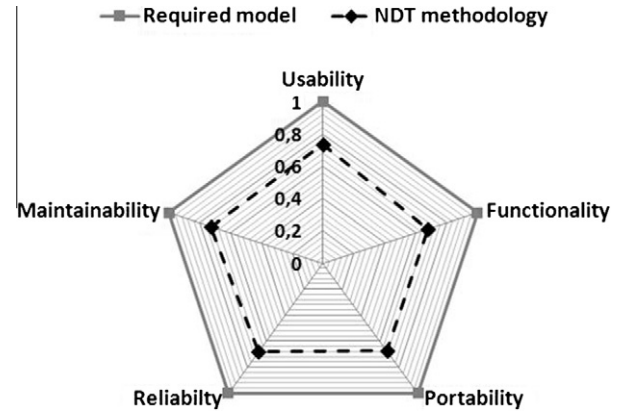 Required model NDT methodology
Usability
1
0,8
0,6
0,4
0,2
0
Maintainability Functionality
Reliabilty Portability